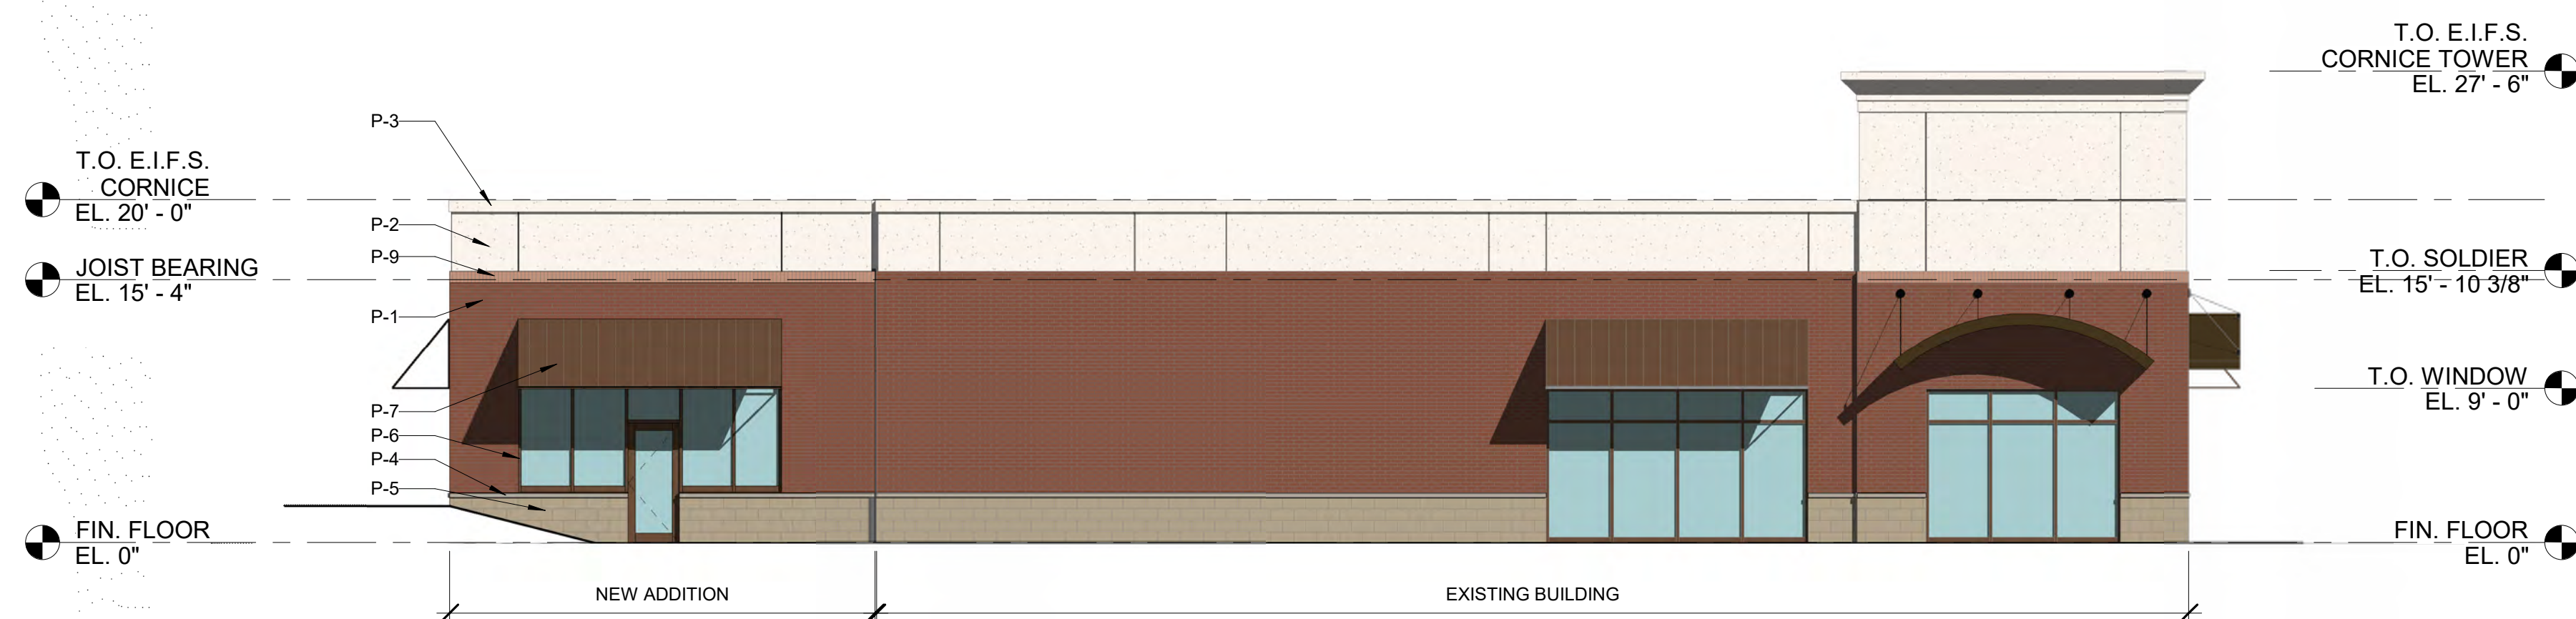 T.O. E.I.F.S.
CORNICE TOWER
EL. 27' - 6"
P-3
T.O. E.I.F.S.
CORNICE
EL. 20' - 0"
P-2
P-9
JOIST BEARING
EL. 15' - 4"
T.O. SOLDIER
EL. 15' - 10 3/8"
P-1
T.O. WINDOW
EL. 9' - 0"
P-7
P-6
P-4
P-5
FIN. FLOOR
EL. 0"
FIN. FLOOR
EL. 0"
NEW ADDITION
EXISTING BUILDING